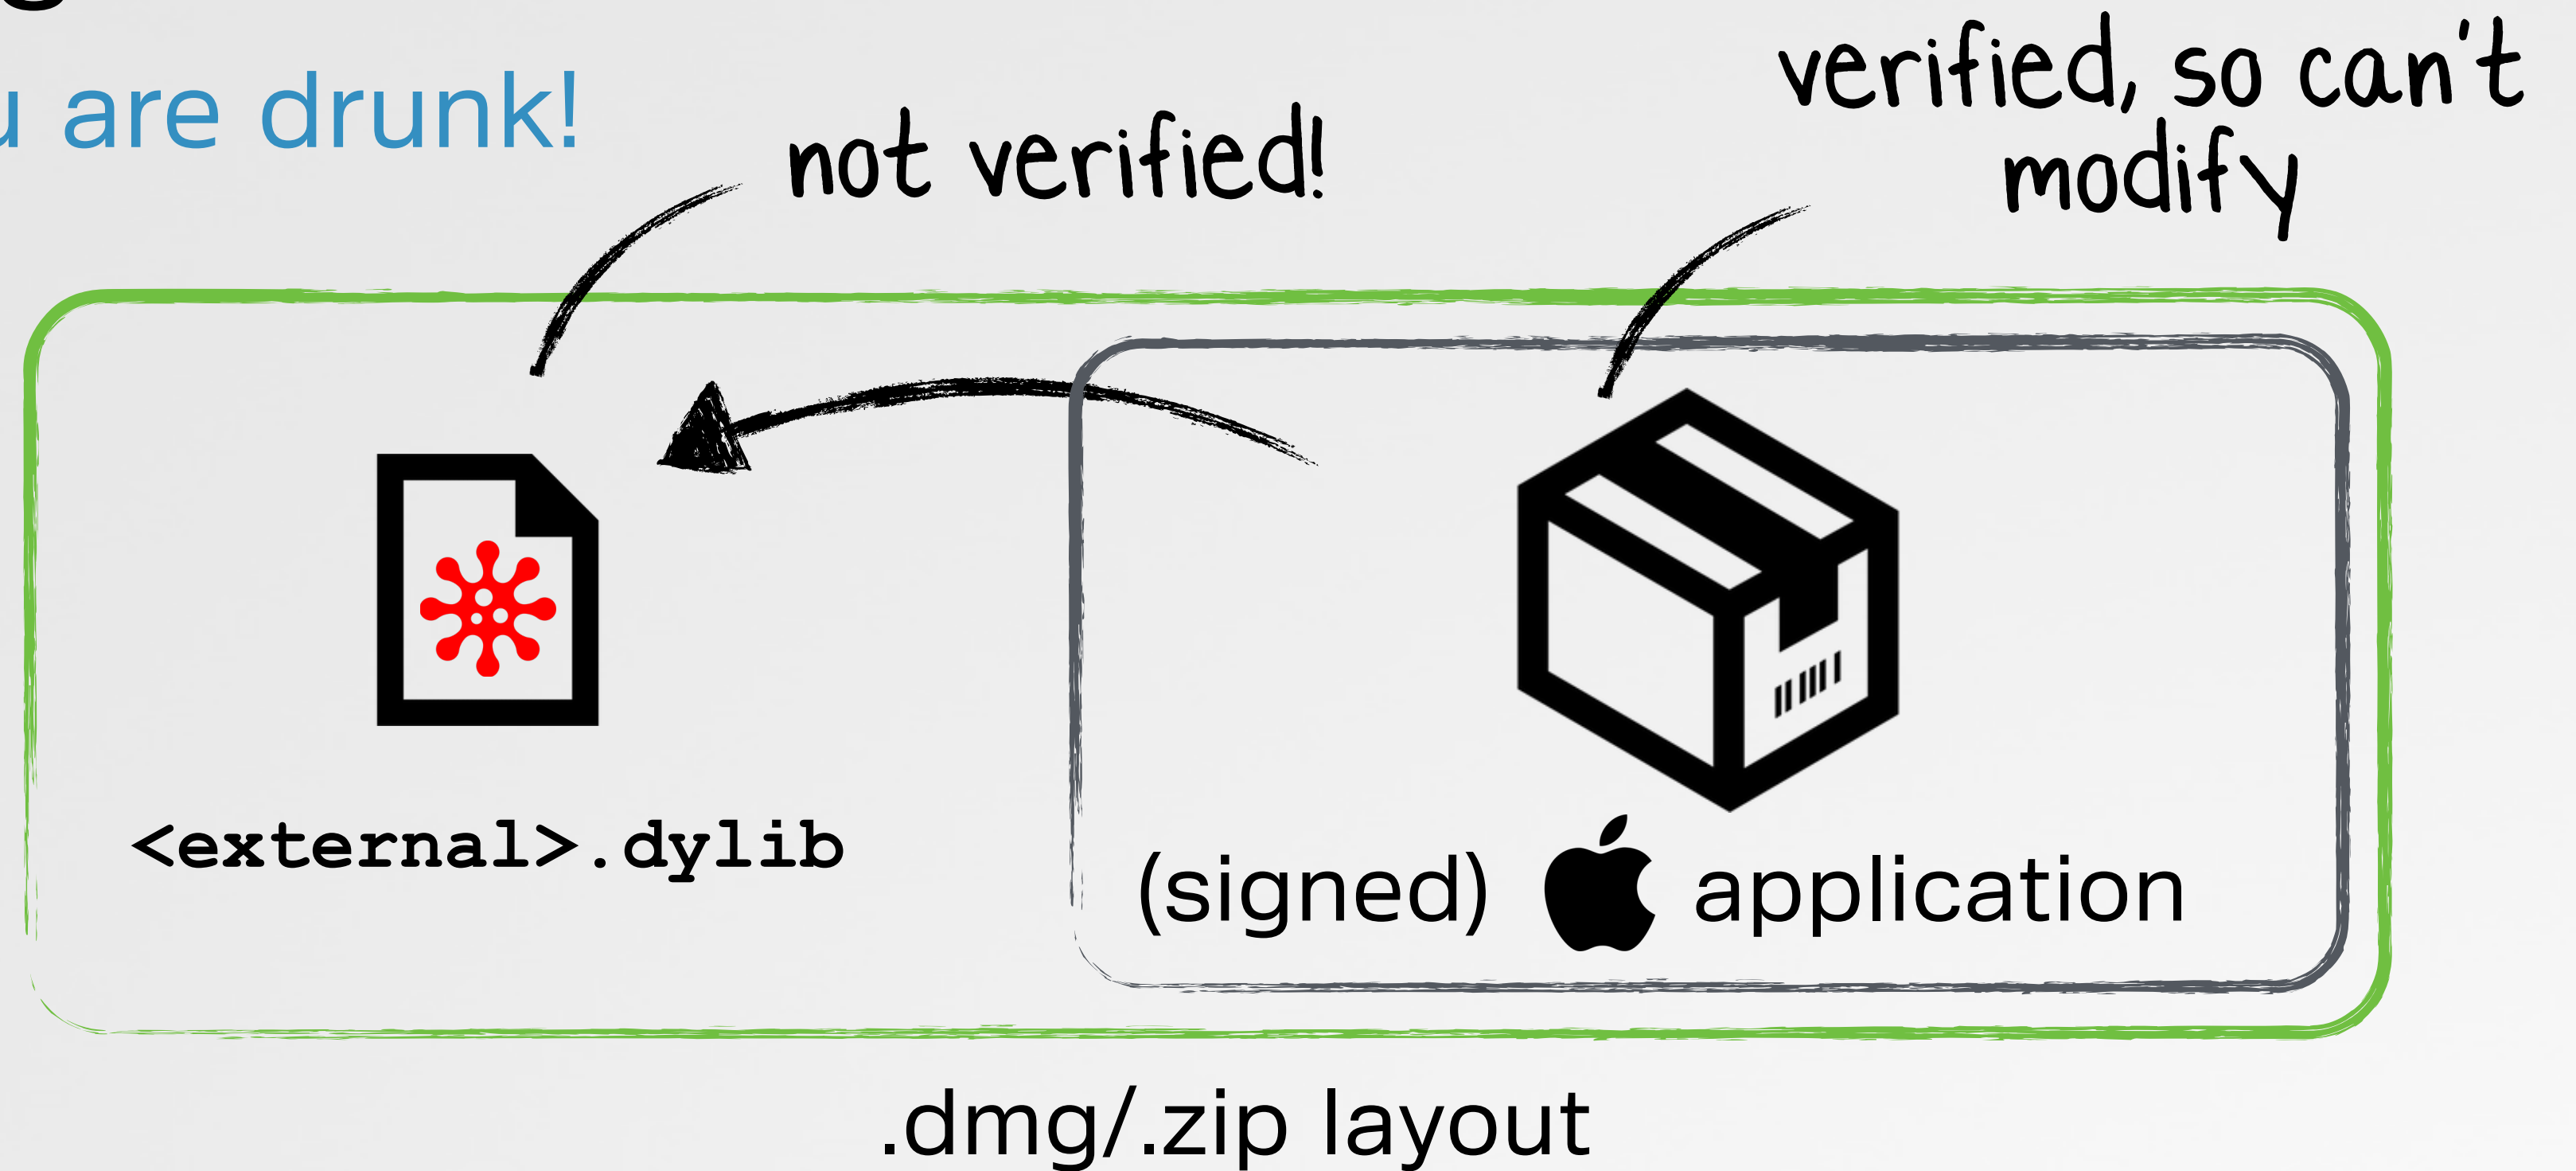 are drunk!
not verified!
verified, so can't
modify
<external>.dylib
(signed) application
.dmg/.zip layout